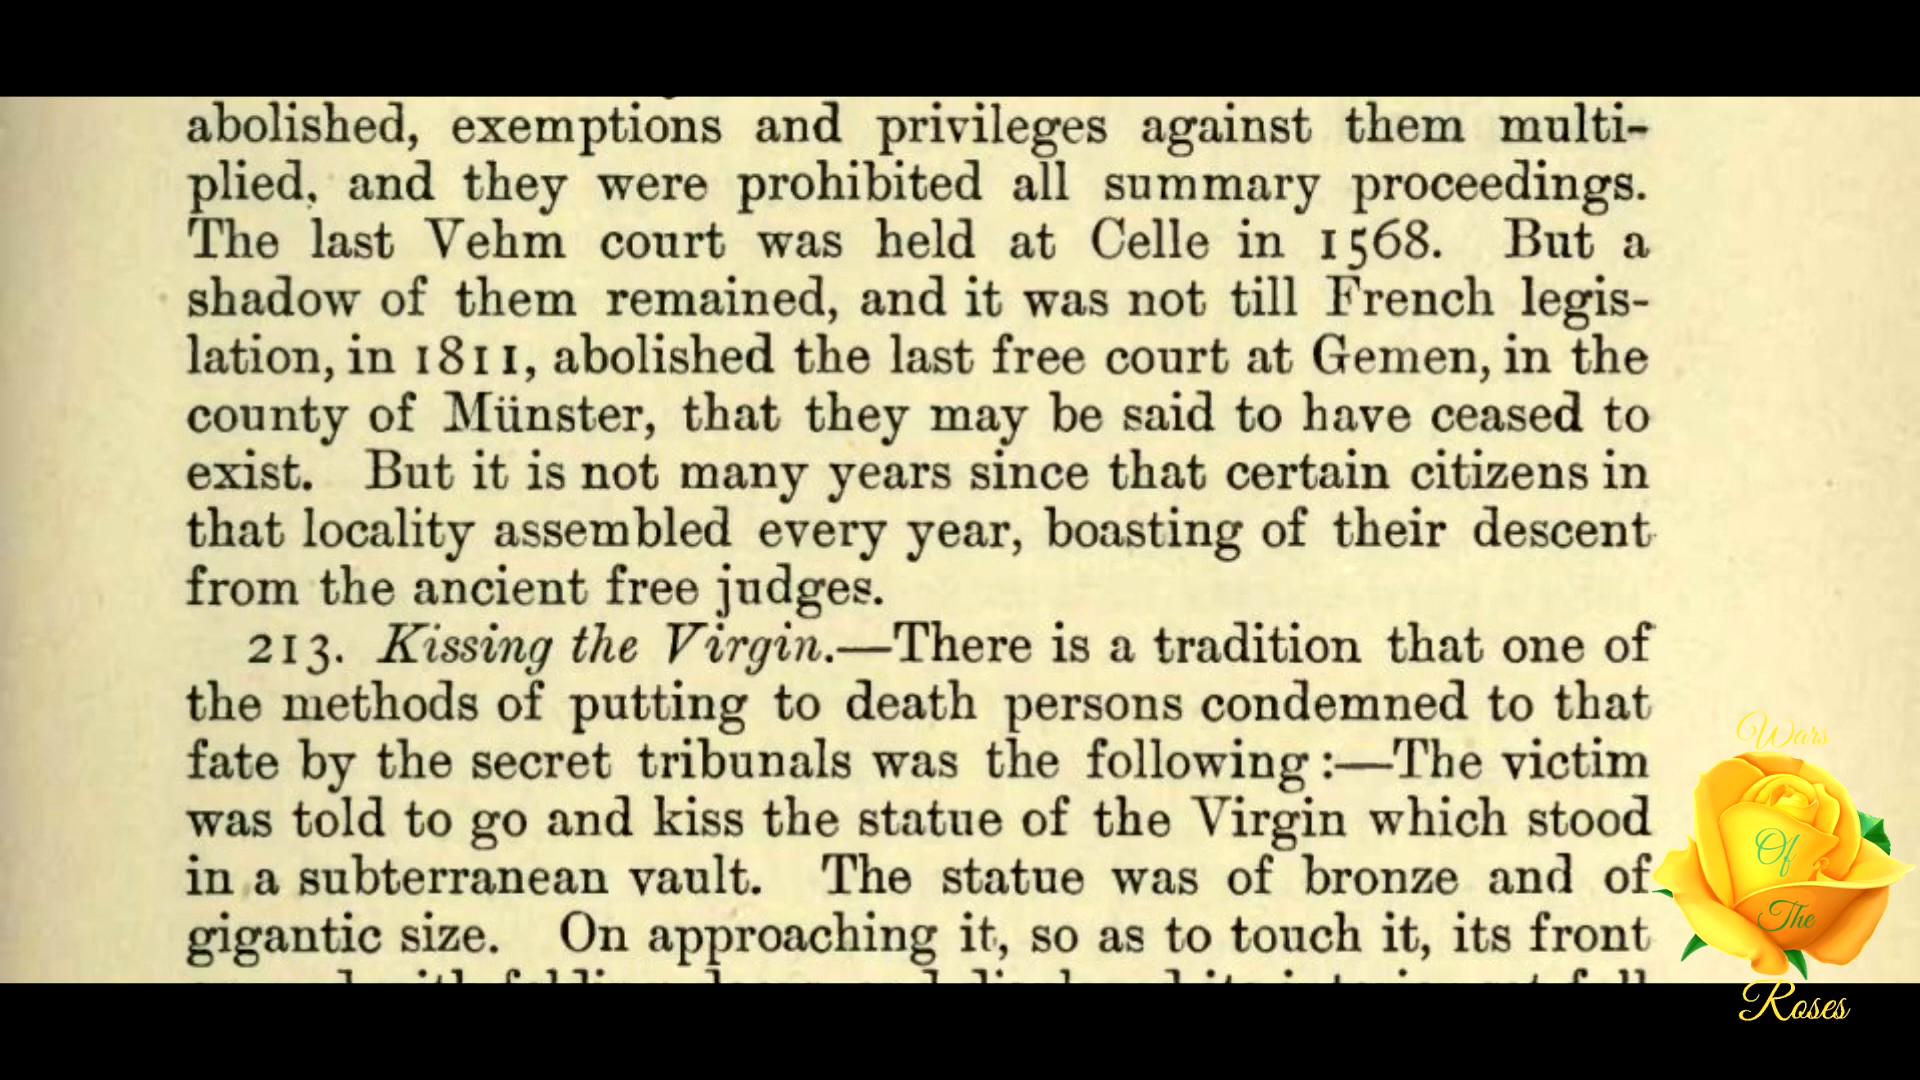 abolished, exemptions and privileges against them multi-
plied, and they were prohibited all summary proceedings.
The last Vehm court was held at Celle in 1568. But a
shadow of them remained, and it was not till French legis-
lation, in 1811, abolished the last free court at Gemen, in the
county of Münster, that they may be said to have ceased to
exist. But it is not many years since that certain citizens in
that locality assembled every year, boasting of their descent
from the ancient free judges.
213. Kissing the Virgin.—There is a tradition that one of
the methods of putting to death persons condemned to that
fate by the secret tribunals was the following :—The victim
was told to go and kiss the statue of the Virgin which stood
in a subterranean vault. The statue was of bronze and of
gigantic size. On approaching it, so as to touch it, its front
Wars
Of
The
Roses